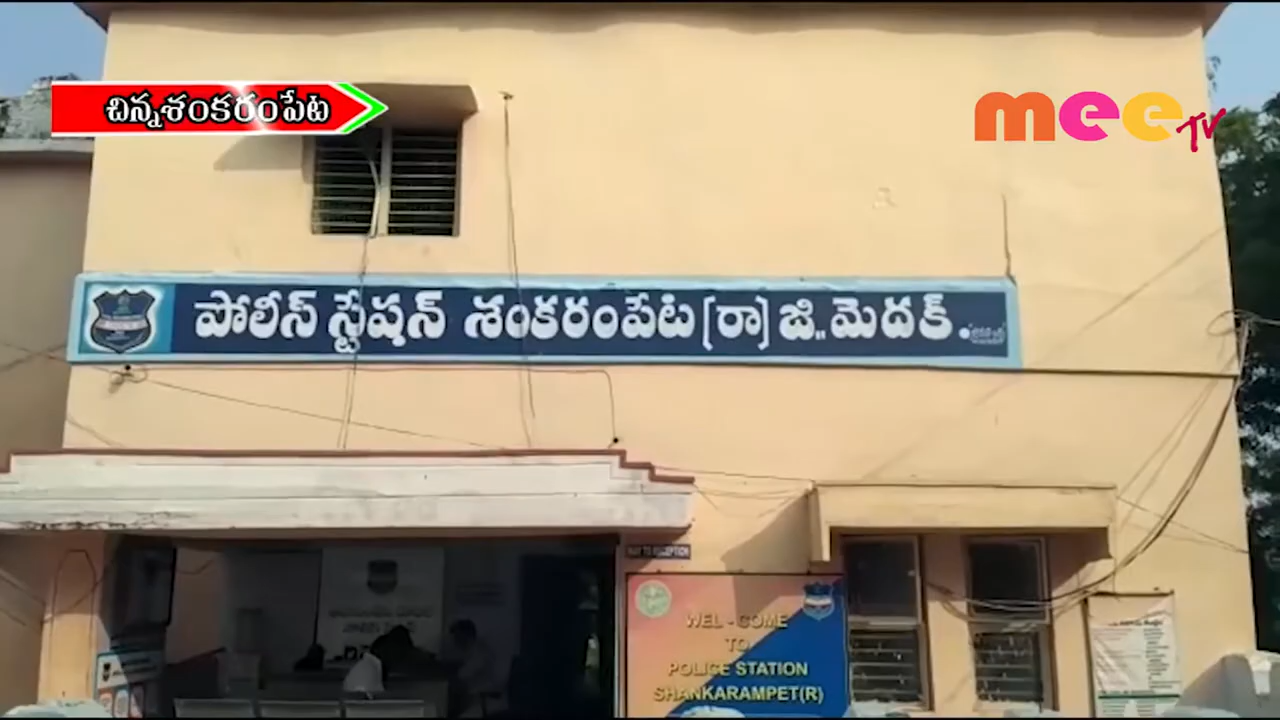 చిన్నశంకరంపేట
mee TV
పోలీస్ స్టేషన్ శంకరంపేట [రా] జి॥ మెదక్.
WAY TO RECEPTION
WEL - COME
TO
POLICE STATION
SHANKARAMPET(R)